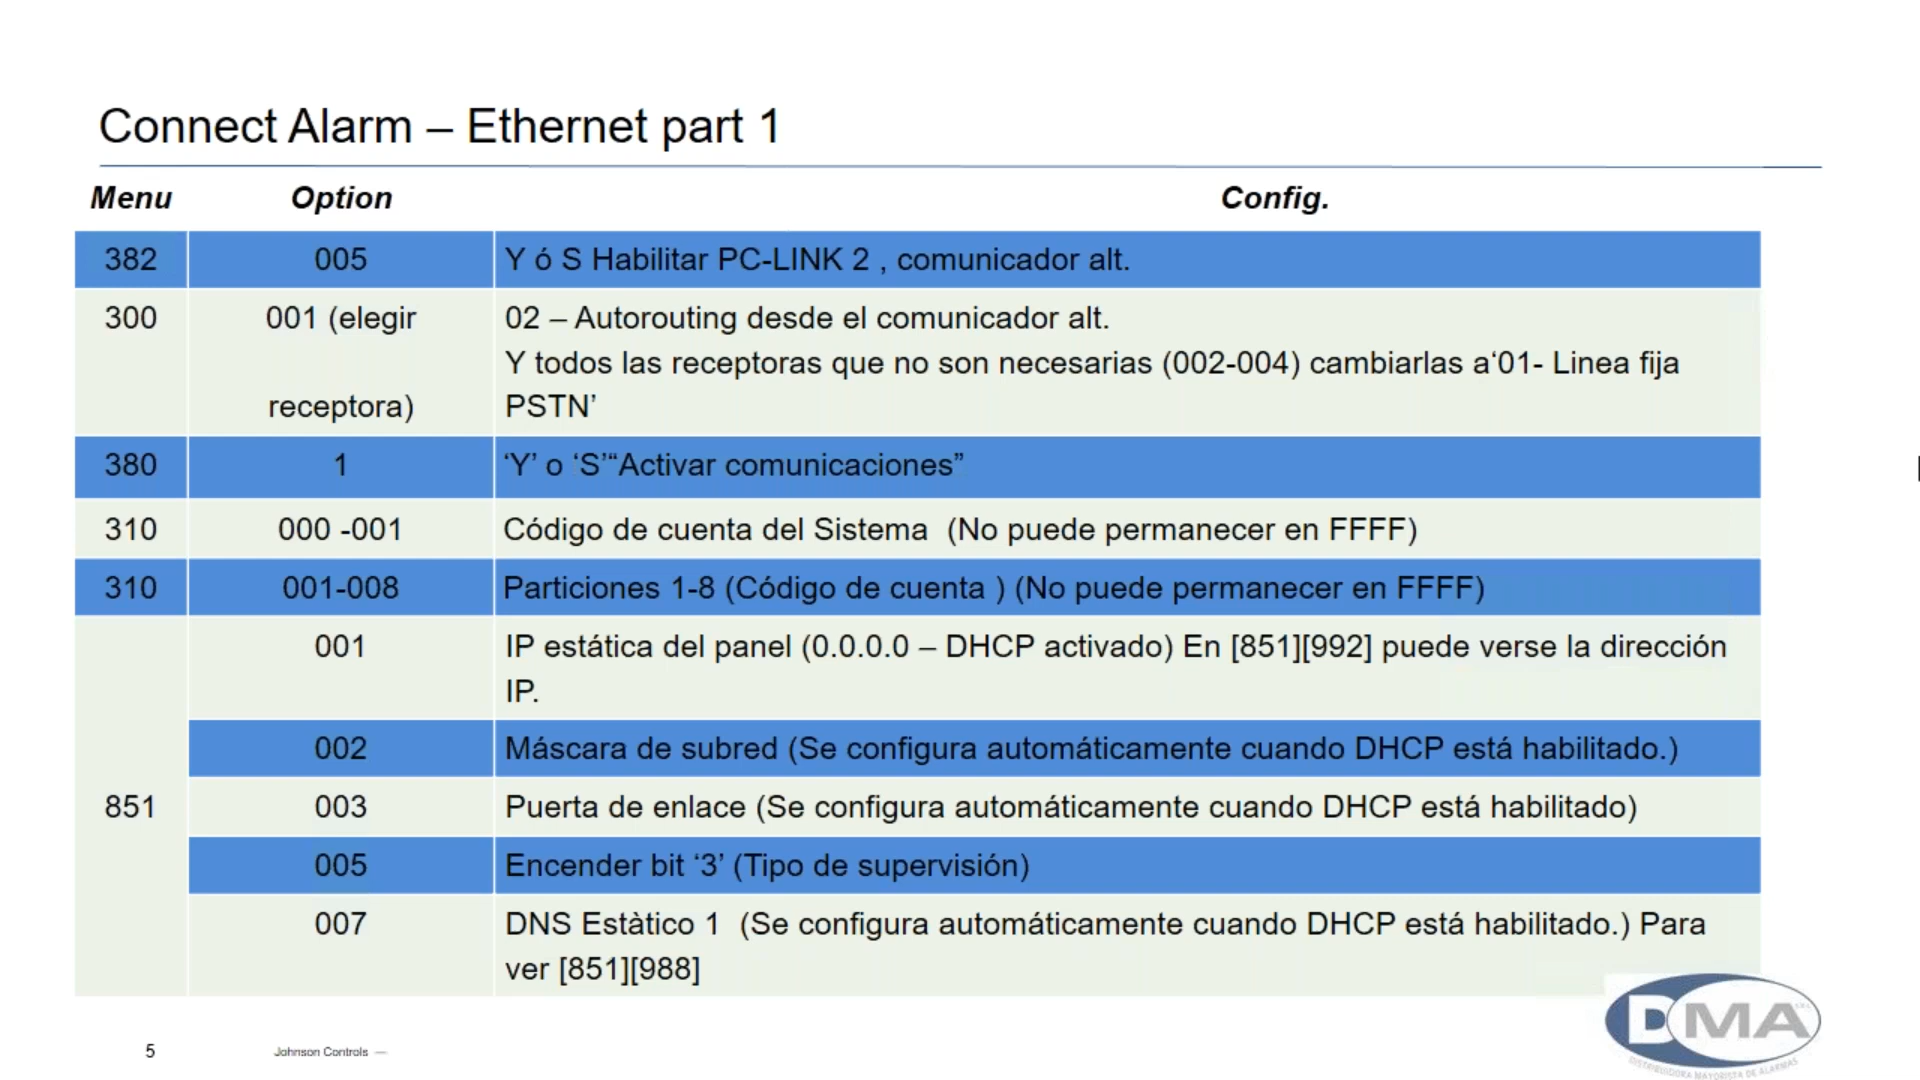 Connect Alarm – Ethernet part 1
Menu Option Config.
382 005 Y ó S Habilitar PC-LINK 2 , comunicador alt.
300 001 (elegir receptora) 02 – Autorouting desde el comunicador alt.
Y todos las receptoras que no son necesarias (002-004) cambiarlas a‘01- Linea fija
PSTN’
380 1 ‘Y’ o ‘S’“Activar comunicaciones”
310 000 -001 Código de cuenta del Sistema (No puede permanecer en FFFF)
310 001-008 Particiones 1-8 (Código de cuenta ) (No puede permanecer en FFFF)
851
001 IP estática del panel (0.0.0.0 – DHCP activado) En [851][992] puede verse la dirección
IP.
002 Máscara de subred (Se configura automáticamente cuando DHCP está habilitado.)
003 Puerta de enlace (Se configura automáticamente cuando DHCP está habilitado)
005 Encender bit ‘3’ (Tipo de supervisión)
007 DNS Estàtico 1 (Se configura automáticamente cuando DHCP está habilitado.) Para
ver [851][988]
5 Johnson Controls —
DMA
DISTRIBUIDORA MAYORISTA DE ALARMAS